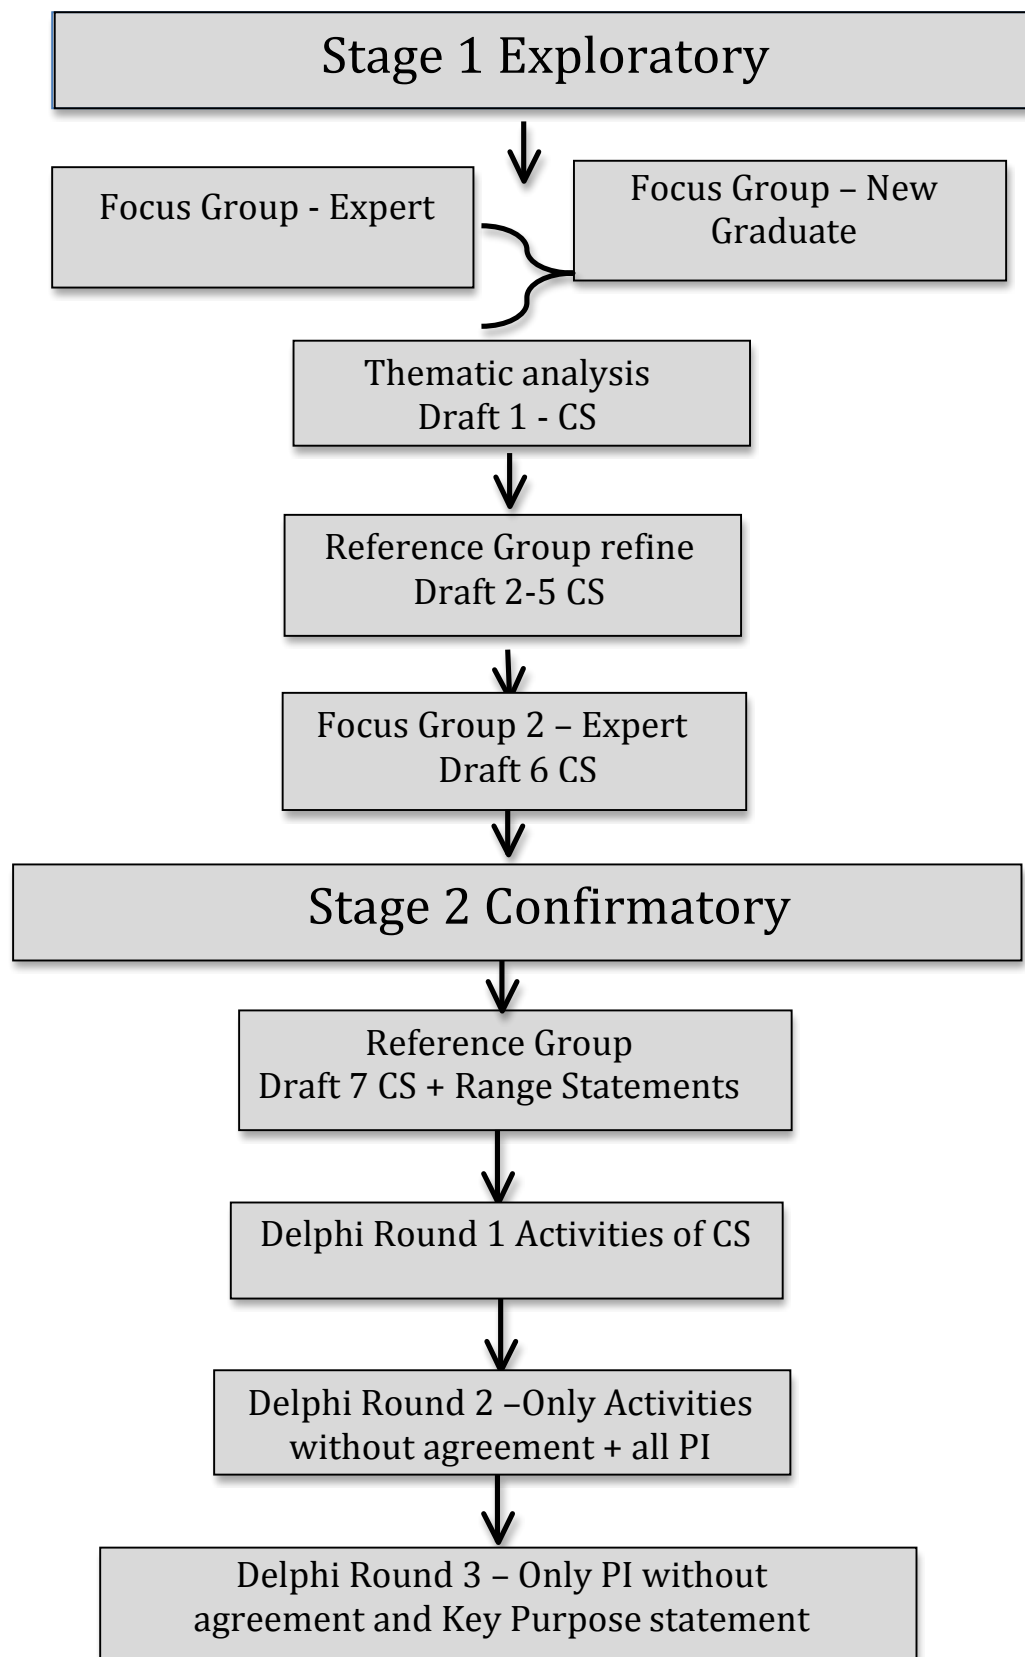 Stage 1 Exploratory
Focus Group - Expert
Focus Group – New
Graduate
Thematic analysis
Draft 1 - CS
Reference Group refine
Draft 2-5 CS
Focus Group 2 – Expert
Draft 6 CS
Stage 2 Confirmatory
Reference Group
Draft 7 CS + Range Statements
Delphi Round 1 Activities of CS
Delphi Round 2 –Only Activities
without agreement + all PI
Delphi Round 3 – Only PI without
agreement and Key Purpose statement